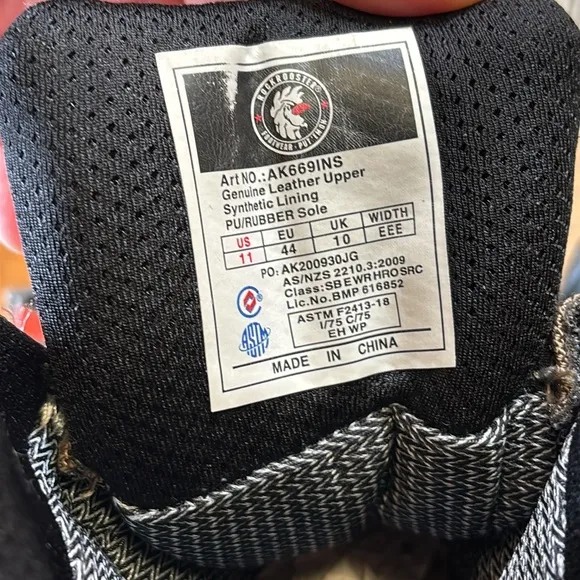 ROCKROOSTER®
FOOTWEAR · PUT-EM ON
Art NO.:AK669INS
Genuine Leather Upper
Synthetic Lining
PU/RUBBER Sole
US EU UK WIDTH
11 44 10 EEE
PO: AK200930JG
AS/NZS 2210.3:2009
Class:SB E WR HRO SRC
Lic.No.BMP 616852
ASTM F2413-18
I/75 C/75
EH WP
ASTM
MADE IN CHINA